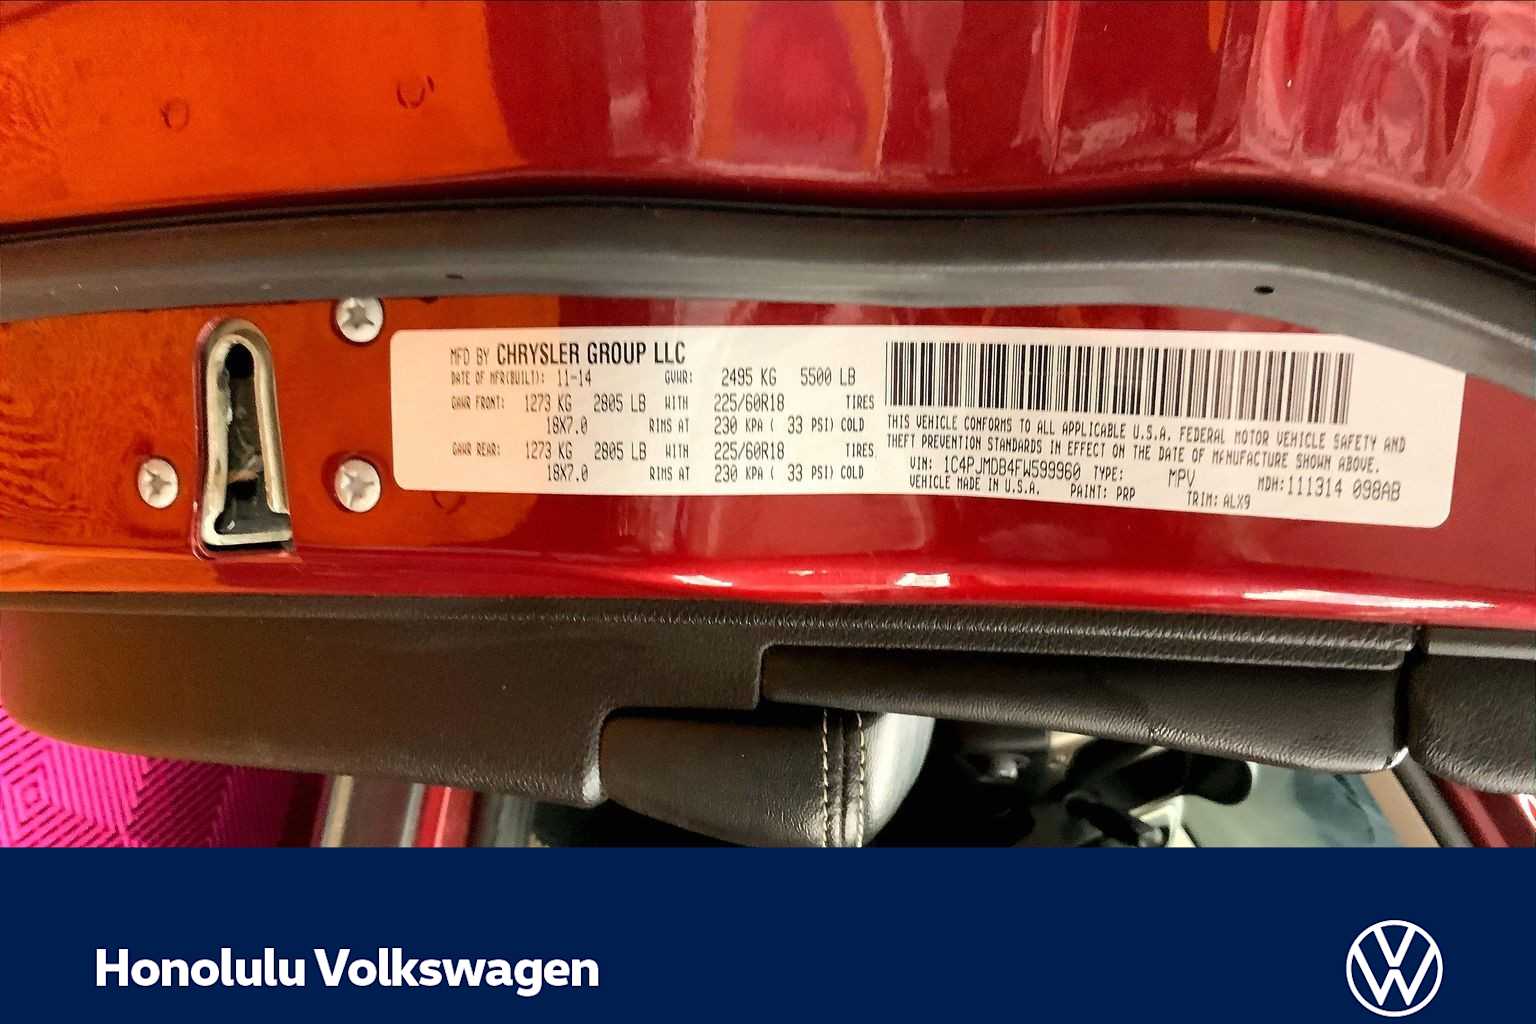 MFD BY CHRYSLER GROUP LLC
DATE OF MFR(BUILT): 11-14 GVWR: 2495 KG 5500 LB
GAWR FRONT: 1273 KG 2805 LB WITH 225/60R18 TIRES
18X7.0 RIMS AT 230 KPA ( 33 PSI) COLD
GAWR REAR: 1273 KG 2805 LB WITH 225/60R18 TIRES
18X7.0 RIMS AT 230 KPA ( 33 PSI) COLD
THIS VEHICLE CONFORMS TO ALL APPLICABLE U.S.A. FEDERAL MOTOR VEHICLE SAFETY AND
THEFT PREVENTION STANDARDS IN EFFECT ON THE DATE OF MANUFACTURE SHOWN ABOVE.
VIN: 1C4PJMDB4FW599960 TYPE: MPV MDH: 111314 098AB
VEHICLE MADE IN U.S.A. PAINT: PRP TRIM: ALX9
Honolulu Volkswagen